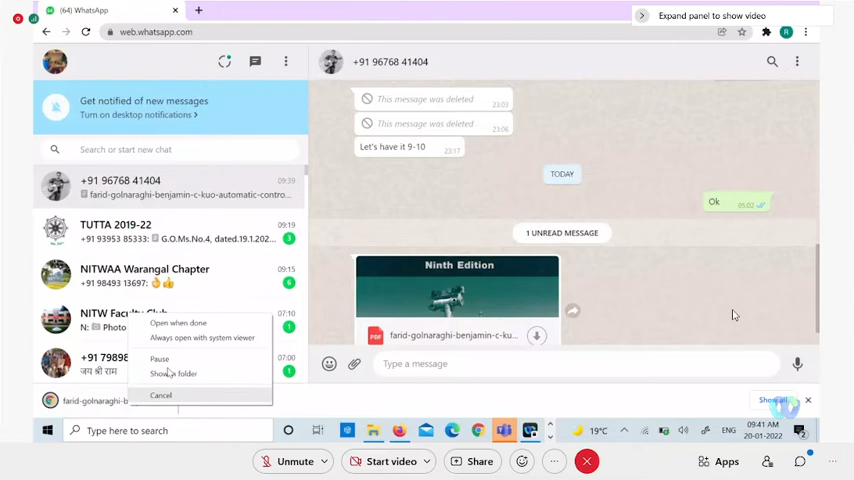 (64) WhatsApp
Expand panel to show video
web.whatsapp.com
R
+91 96768 41404
Get notified of new messages
Turn on desktop notifications >
This message was deleted
23:03
This message was deleted
23:06
Let's have it 9-10
23:17
Search or start new chat
TODAY
+91 96768 41404
09:39
farid-golnaraghi-benjamin-c-kuo-automatic-contro...
Ok
05:02
TUTTA 2019-22
09:19
+91 93953 85333:
G.O.Ms.No.4, dated.19.1.202...
3
1 UNREAD MESSAGE
NITWAA Warangal Chapter
09:15
+91 98493 13697:
6
Ninth Edition
NITW Faculty Club
07:10
N:
Photo
1
Open when done
Always open with system viewer
PDF
farid-golnaraghi-benjamin-c-ku...
+91 79898
07:00
जय श्री राम
1
Pause
Show in folder
Cancel
Type a message
farid-golnaraghi-b
Show all
Type here to search
19°C
ENG
09:41 AM
20-01-2022
2
Unmute
Start video
Share
Apps